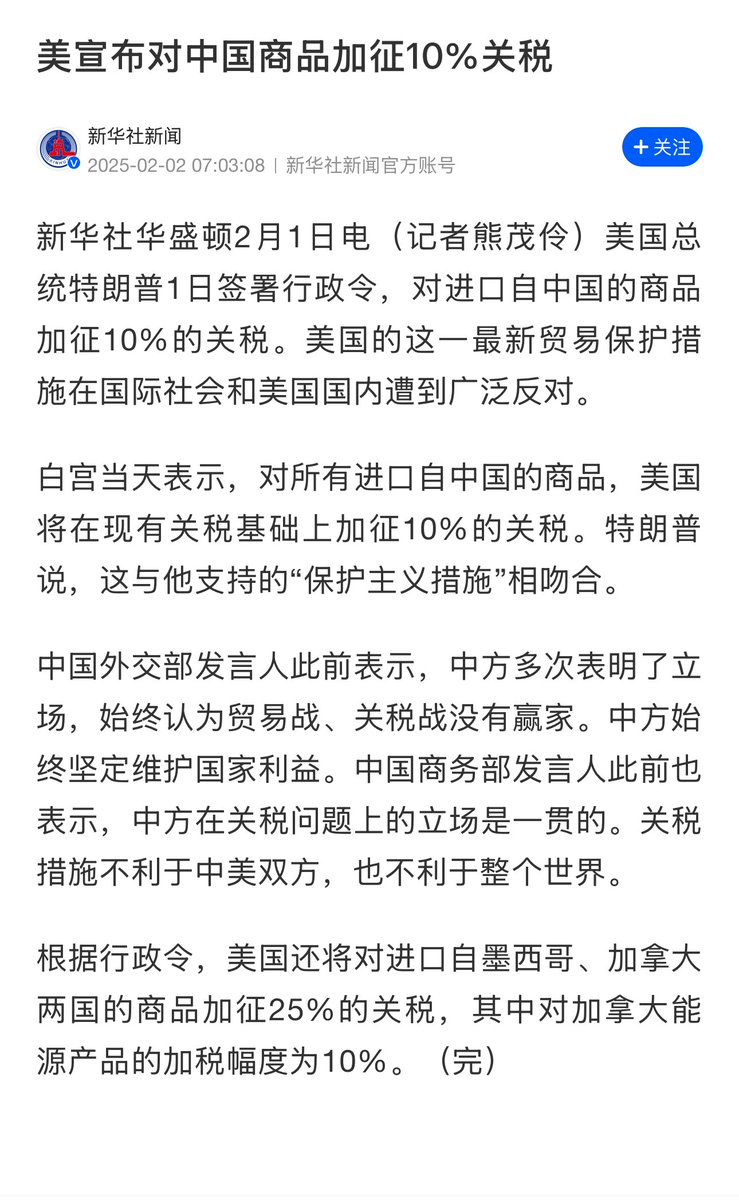 美宣布对中国商品加征10%关税
新华社新闻
2025-02-02 07:03:08 | 新华社新闻官方账号
+ 关注
新华社华盛顿2月1日电（记者熊茂伶）美国总
统特朗普1日签署行政令，对进口自中国的商品
加征10%的关税。美国的这一最新贸易保护措
施在国际社会和美国国内遭到广泛反对。
白宫当天表示，对所有进口自中国的商品，美国
将在现有关税基础上加征10%的关税。特朗普
说，这与他支持的“保护主义措施”相吻合。
中国外交部发言人此前表示，中方多次表明了立
场，始终认为贸易战、关税战没有赢家。中方始
终坚定维护国家利益。中国商务部发言人此前也
表示，中方在关税问题上的立场是一贯的。关税
措施不利于中美双方，也不利于整个世界。
根据行政令，美国还将对进口自墨西哥、加拿大
两国的商品加征25%的关税，其中对加拿大能
源产品的加税幅度为10%。（完）